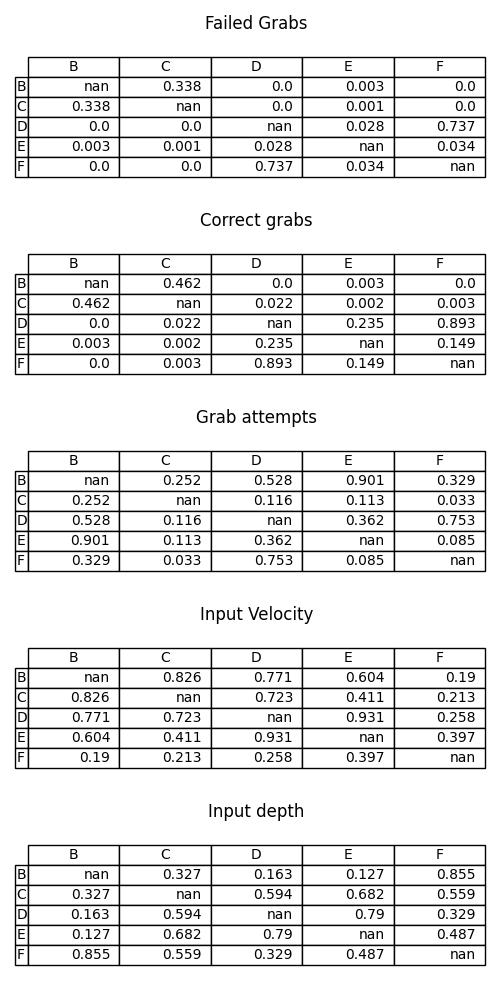 Failed Grabs
B C D E F
B nan 0.338 0.0 0.003 0.0
C 0.338 nan 0.0 0.001 0.0
D 0.0 0.0 nan 0.028 0.737
E 0.003 0.001 0.028 nan 0.034
F 0.0 0.0 0.737 0.034 nan
Correct grabs
B C D E F
B nan 0.462 0.0 0.003 0.0
C 0.462 nan 0.022 0.002 0.003
D 0.0 0.022 nan 0.235 0.893
E 0.003 0.002 0.235 nan 0.149
F 0.0 0.003 0.893 0.149 nan
Grab attempts
B C D E F
B nan 0.252 0.528 0.901 0.329
C 0.252 nan 0.116 0.113 0.033
D 0.528 0.116 nan 0.362 0.753
E 0.901 0.113 0.362 nan 0.085
F 0.329 0.033 0.753 0.085 nan
Input Velocity
B C D E F
B nan 0.826 0.771 0.604 0.19
C 0.826 nan 0.723 0.411 0.213
D 0.771 0.723 nan 0.931 0.258
E 0.604 0.411 0.931 nan 0.397
F 0.19 0.213 0.258 0.397 nan
Input depth
B C D E F
B nan 0.327 0.163 0.127 0.855
C 0.327 nan 0.594 0.682 0.559
D 0.163 0.594 nan 0.79 0.329
E 0.127 0.682 0.79 nan 0.487
F 0.855 0.559 0.329 0.487 nan